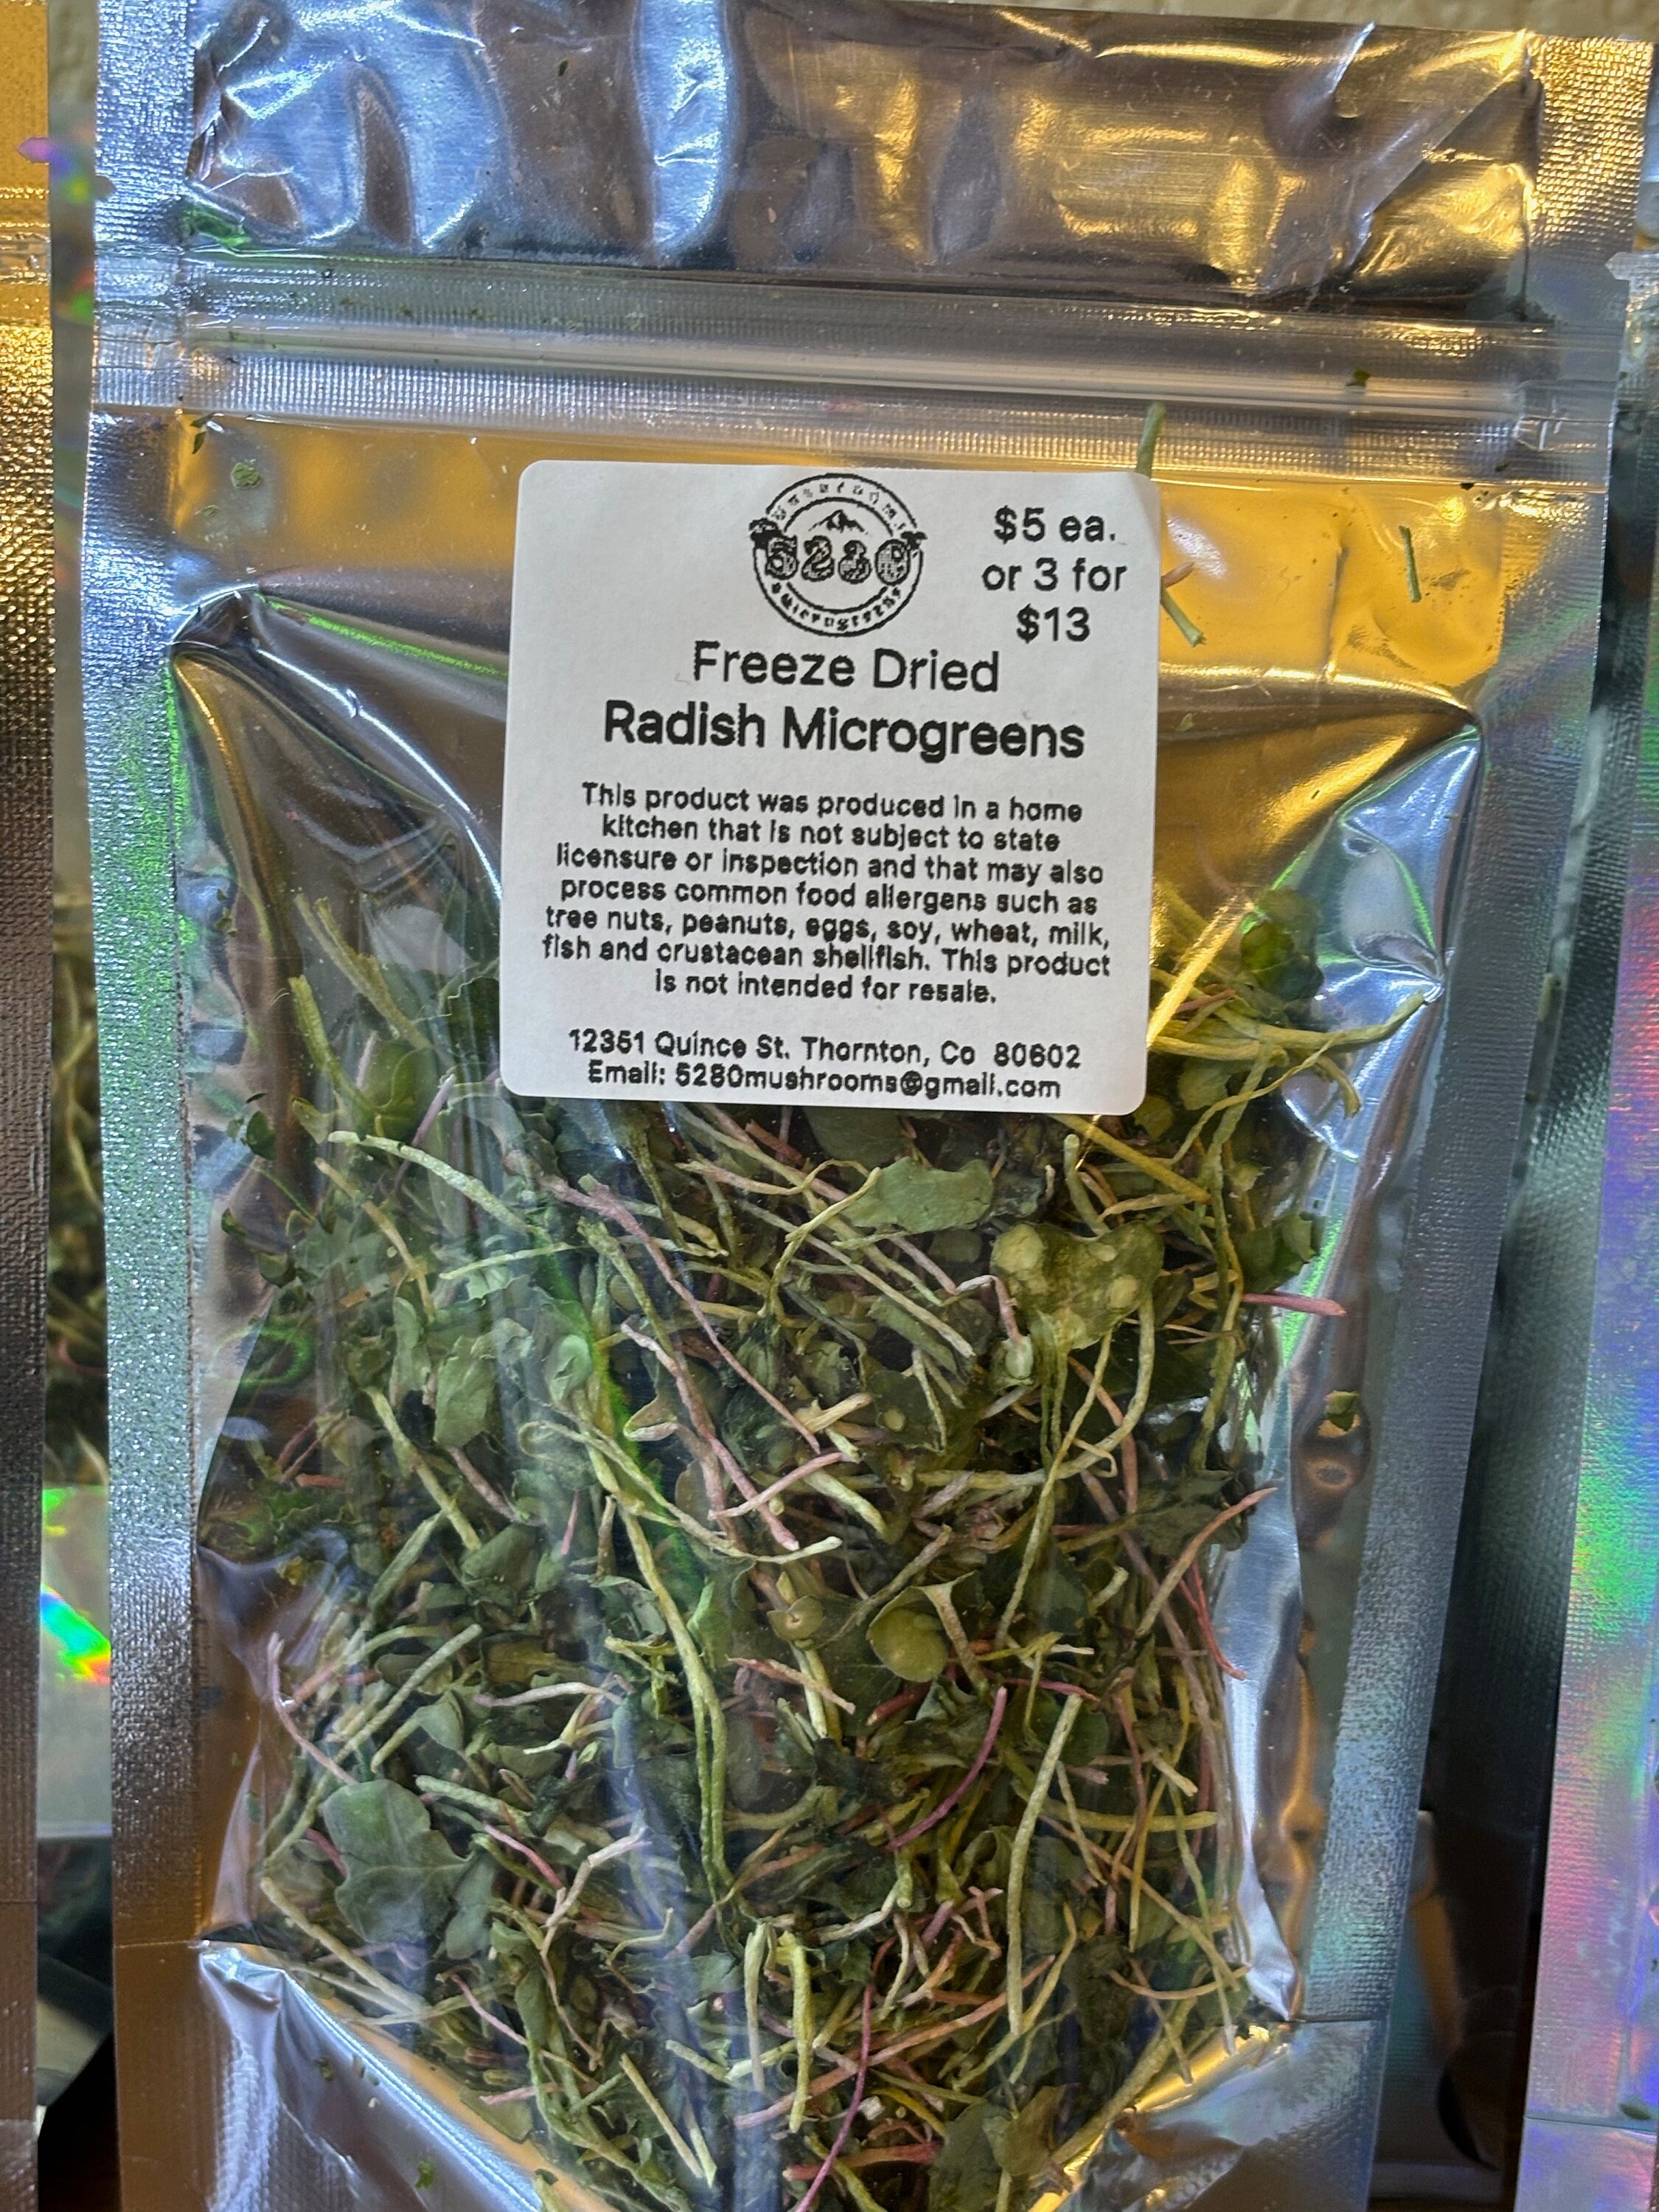 5280
microgreens
$5 ea.
or 3 for
$13
Freeze Dried
Radish Microgreens
This product was produced in a home
kitchen that is not subject to state
licensure or inspection and that may also
process common food allergens such as
tree nuts, peanuts, eggs, soy, wheat, milk,
fish and crustacean shellfish. This product
is not intended for resale.
12351 Quince St. Thornton, Co 80602
Email: 5280mushrooms@gmail.com